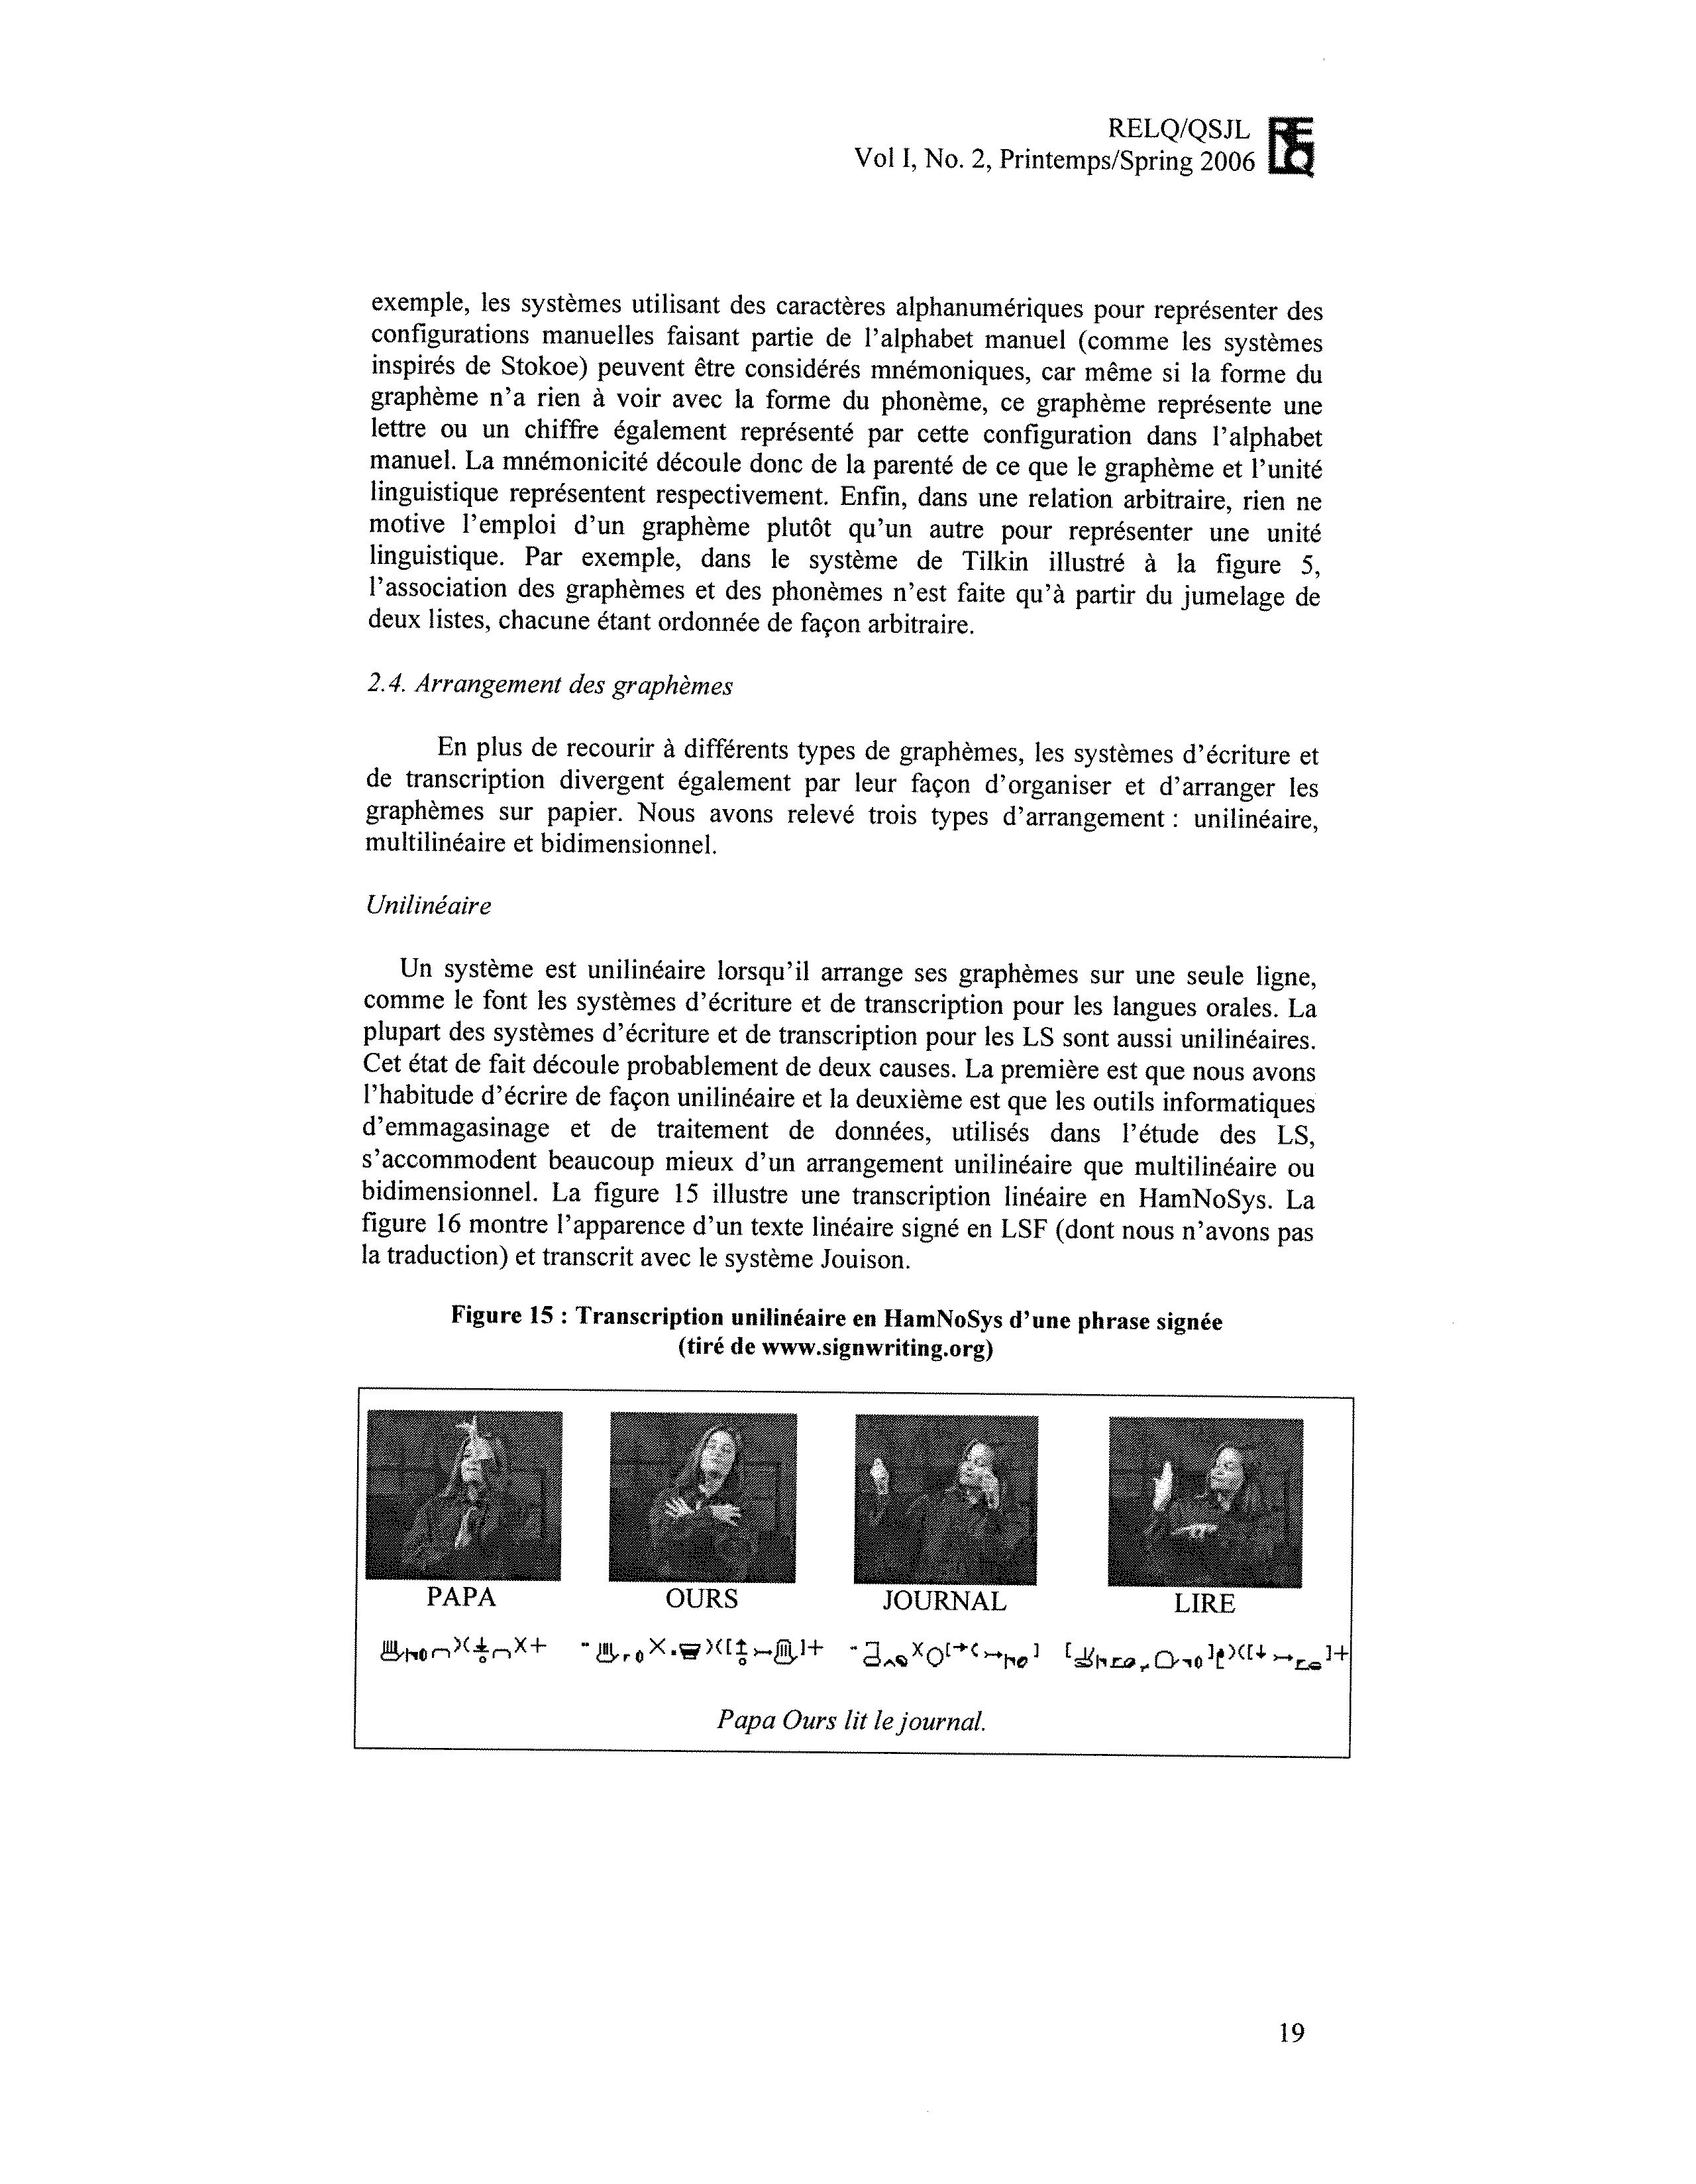 RELQ/QSJL
Vol I, No. 2, Printemps/Spring 2006
RELQ
exemple, les systèmes utilisant des caractères alphanumériques pour représenter des
configurations manuelles faisant partie de l'alphabet manuel (comme les systèmes
inspirés de Stokoe) peuvent être considérés mnémoniques, car même si la forme du
graphème n'a rien à voir avec la forme du phonème, ce graphème représente une
lettre ou un chiffre également représenté par cette configuration dans l'alphabet
manuel. La mnémonicité découle donc de la parenté de ce que le graphème et l'unité
linguistique représentent respectivement. Enfin, dans une relation arbitraire, rien ne
motive l'emploi d'un graphème plutôt qu'un autre pour représenter une unité
linguistique. Par exemple, dans le système de Tilkin illustré à la figure 5,
l'association des graphèmes et des phonèmes n'est faite qu'à partir du jumelage de
deux listes, chacune étant ordonnée de façon arbitraire.
2.4. Arrangement des graphèmes
En plus de recourir à différents types de graphèmes, les systèmes d'écriture et
de transcription divergent également par leur façon d'organiser et d'arranger les
graphèmes sur papier. Nous avons relevé trois types d'arrangement : unilinéaire,
multilinéaire et bidimensionnel.
Unilinéaire
Un système est unilinéaire lorsqu'il arrange ses graphèmes sur une seule ligne,
comme le font les systèmes d'écriture et de transcription pour les langues orales. La
plupart des systèmes d'écriture et de transcription pour les LS sont aussi unilinéaires.
Cet état de fait découle probablement de deux causes. La première est que nous avons
l'habitude d'écrire de façon unilinéaire et la deuxième est que les outils informatiques
d'emmagasinage et de traitement de données, utilisés dans l'étude des LS,
s'accommodent beaucoup mieux d'un arrangement unilinéaire que multilinéaire ou
bidimensionnel. La figure 15 illustre une transcription linéaire en HamNoSys. La
figure 16 montre l'apparence d'un texte linéaire signé en LSF (dont nous n'avons pas
la traduction) et transcrit avec le système Jouison.
Figure 15 : Transcription unilinéaire en HamNoSys d'une phrase signée
(tiré de www.signwriting.org)
PAPA OURS JOURNAL LIRE
Papa Ours lit le journal.
19